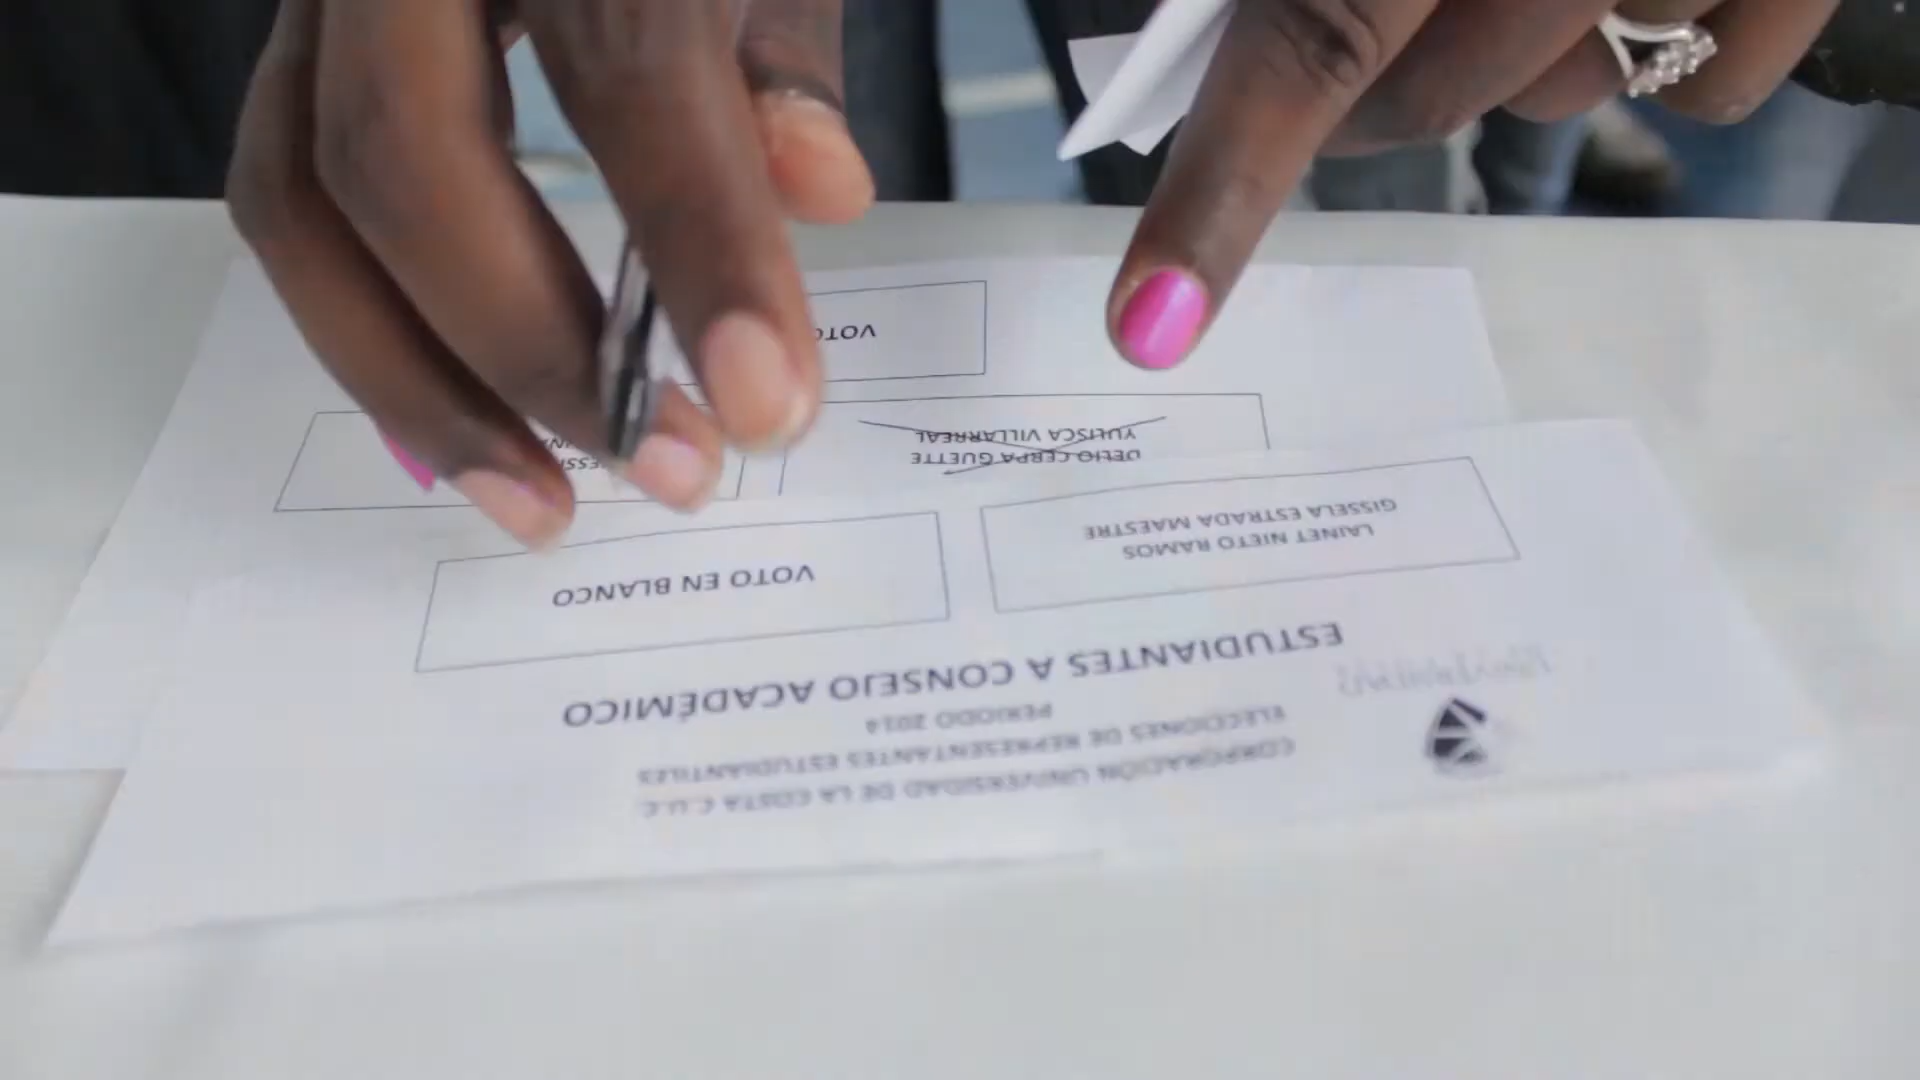 CORPORACIÓN UNIVERSIDAD DE LA COSTA C.U.C
ELECCIONES DE REPRESENTANTES ESTUDIANTILES
PERIODO 2014
ESTUDIANTES A CONSEJO ACADÉMICO
LAINET NIETO RAMOS
GISSELA ESTRADA MAESTRE
VOTO EN BLANCO
DELIO CERPA GUETTE
YULISCA VILLARREAL
VOTO